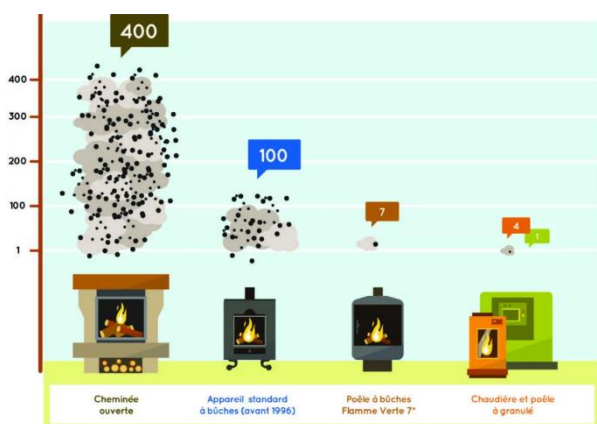 400
400
300
200
100
1
100
7
4
1
Cheminée
ouverte
Appareil standard
à bûches (avant 1996)
Poêle à bûches
Flamme Verte 7*
Chaudière et poêle
à granulé